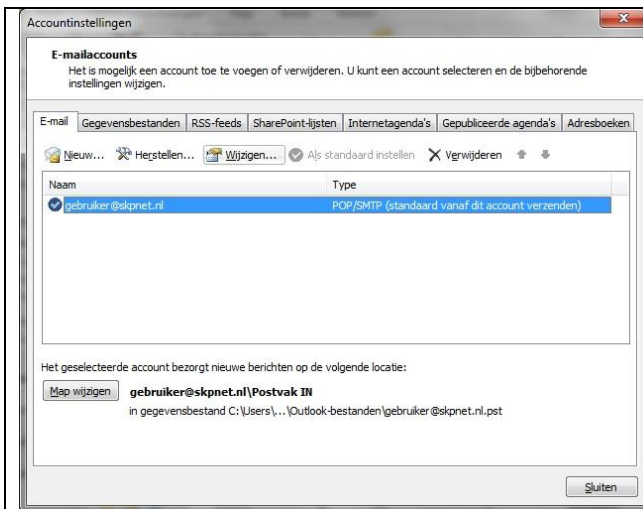 Accountinstellingen
E-mailaccounts
Het is mogelijk een account toe te voegen of verwijderen. U kunt een account selecteren en de bijbehorende
instellingen wijzigen.
E-mail Gegevensbestanden RSS-feeds SharePoint-lijsten Internetagenda's Gepubliceerde agenda's Adresboeken
Nieuw... Herstellen... Wijzigen... Als standaard instellen Verwijderen
Naam Type
gebruiker@skpnet.nl POP/SMTP (standaard vanaf dit account verzenden)
Het geselecteerde account bezorgt nieuwe berichten op de volgende locatie:
Map wijzigen gebruiker@skpnet.nl\Postvak IN
in gegevensbestand C:\Users\...\Outlook-bestanden\gebruiker@skpnet.nl.pst
Sluiten